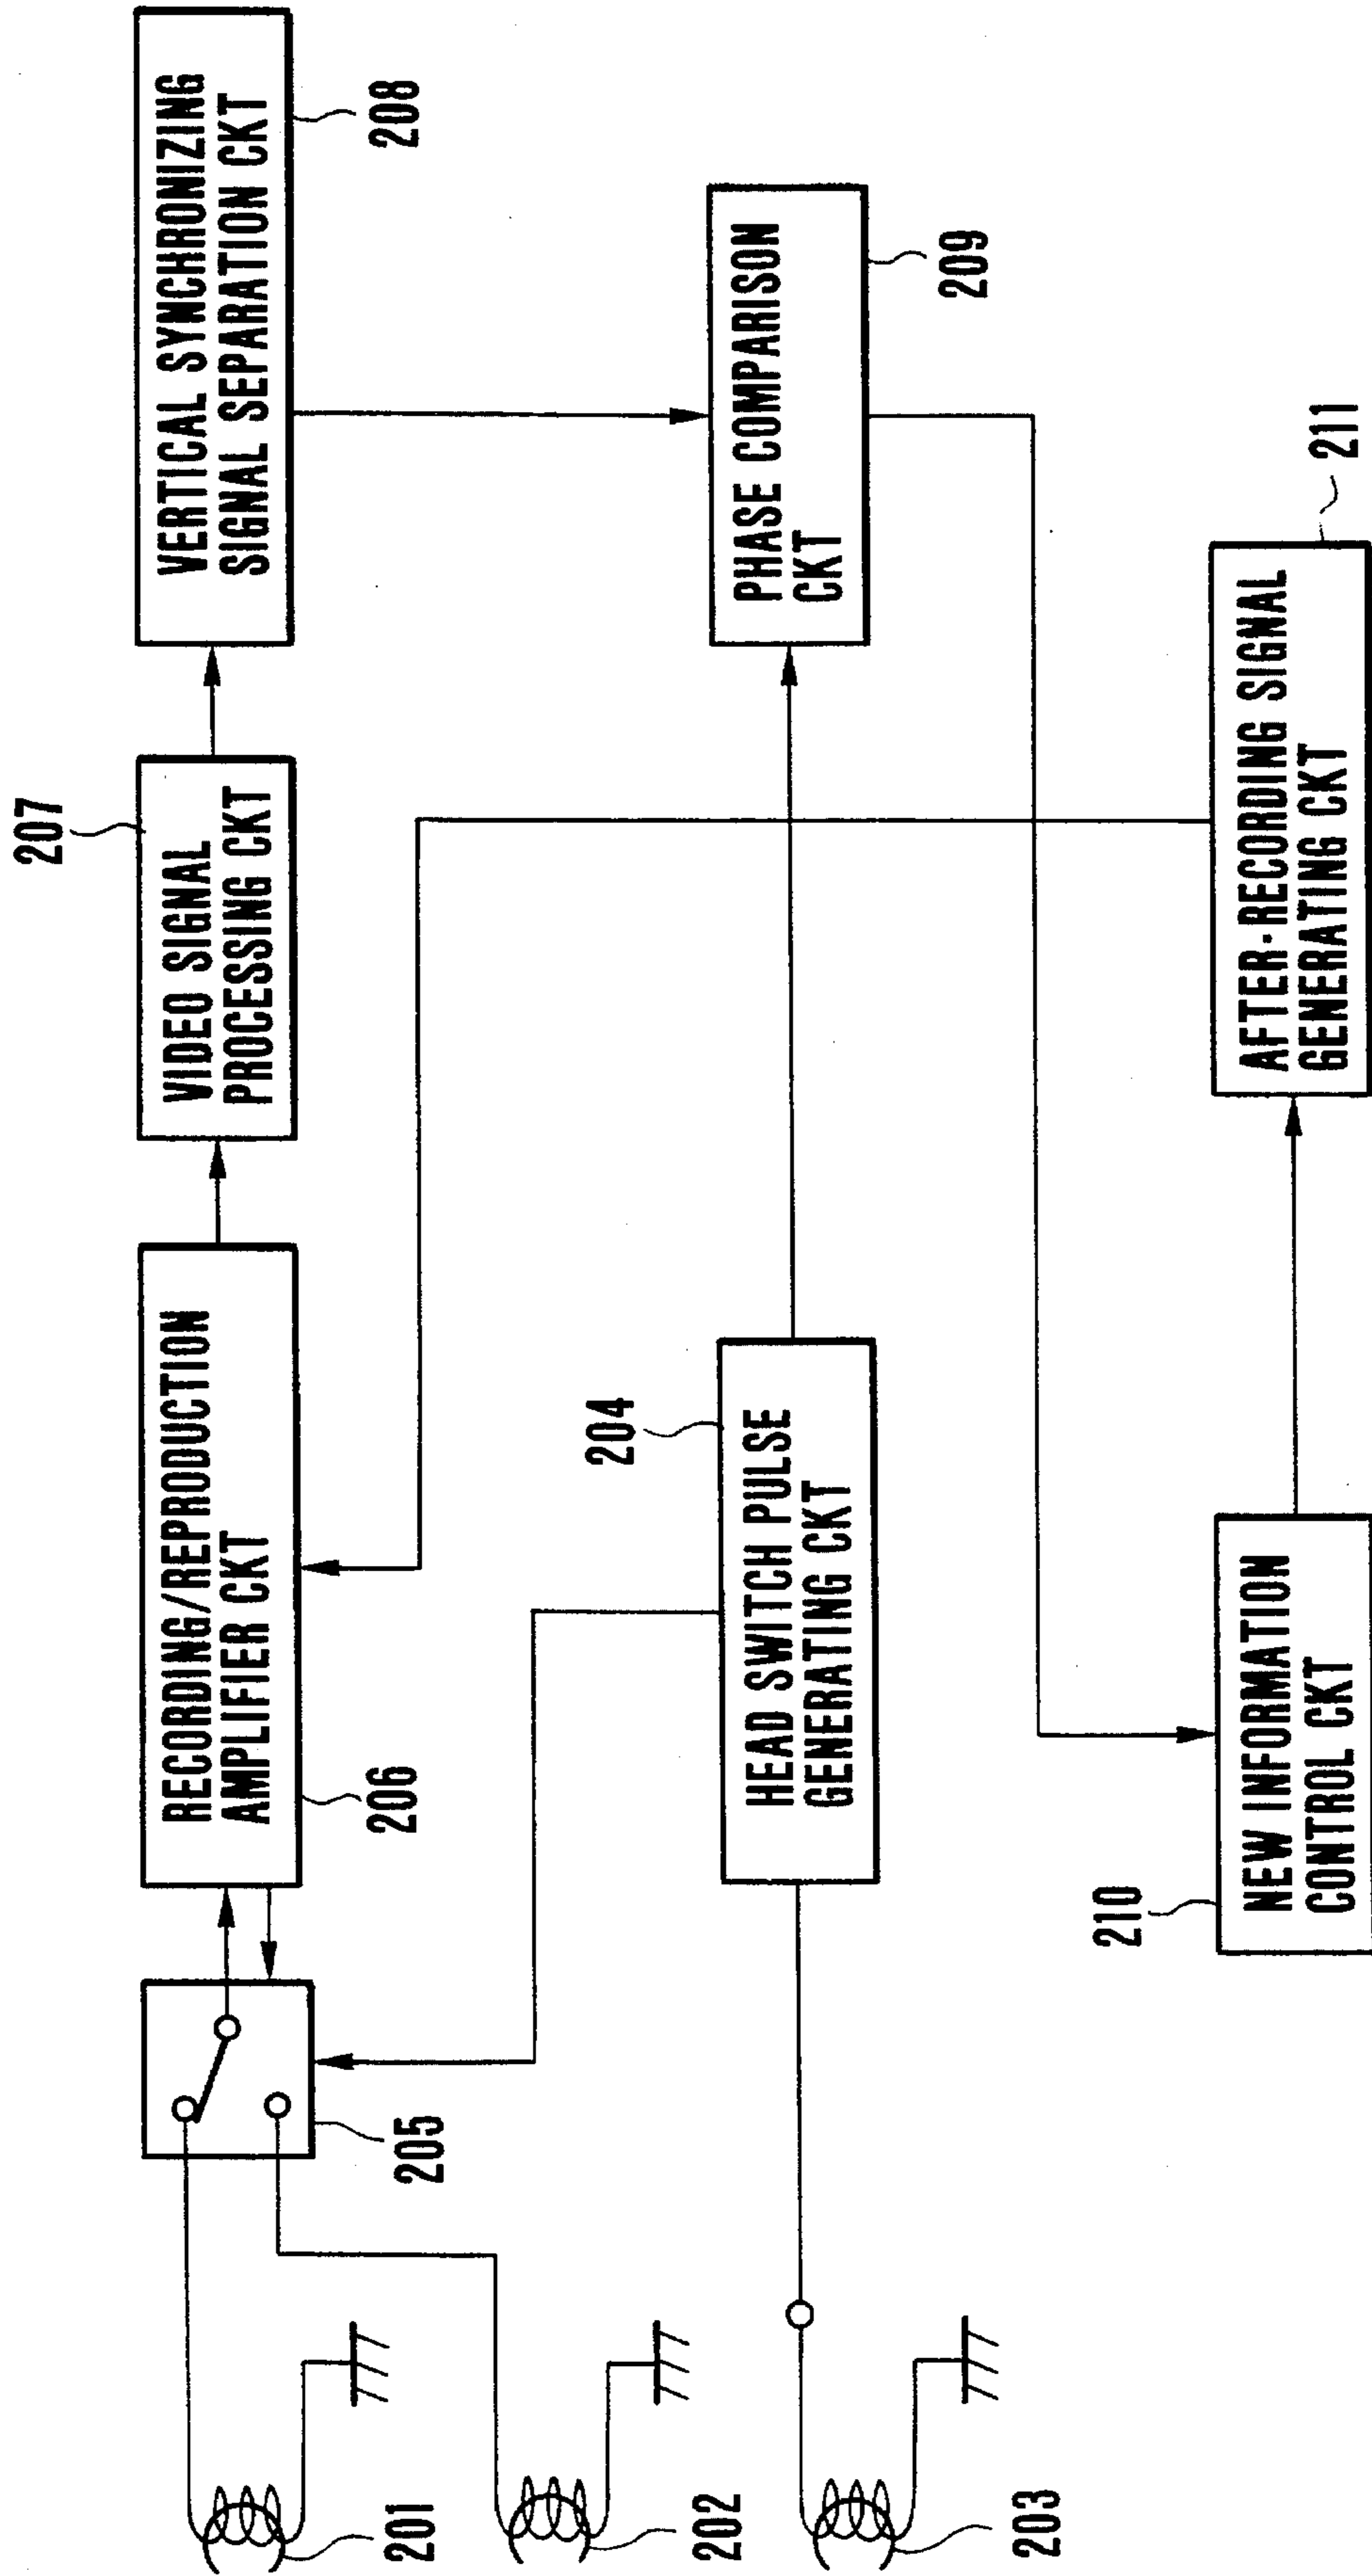 207
208
VIDEO SIGNAL
PROCESSING CKT
VERTICAL SYNCHRONIZING
SIGNAL SEPARATION CKT
RECORDING/REPRODUCTION
AMPLIFIER CKT
206
205
201
202
204
HEAD SWITCH PULSE
GENERATING CKT
PHASE COMPARISON
CKT
209
203
210
NEW INFORMATION
CONTROL CKT
AFTER-RECORDING SIGNAL
GENERATING CKT
211